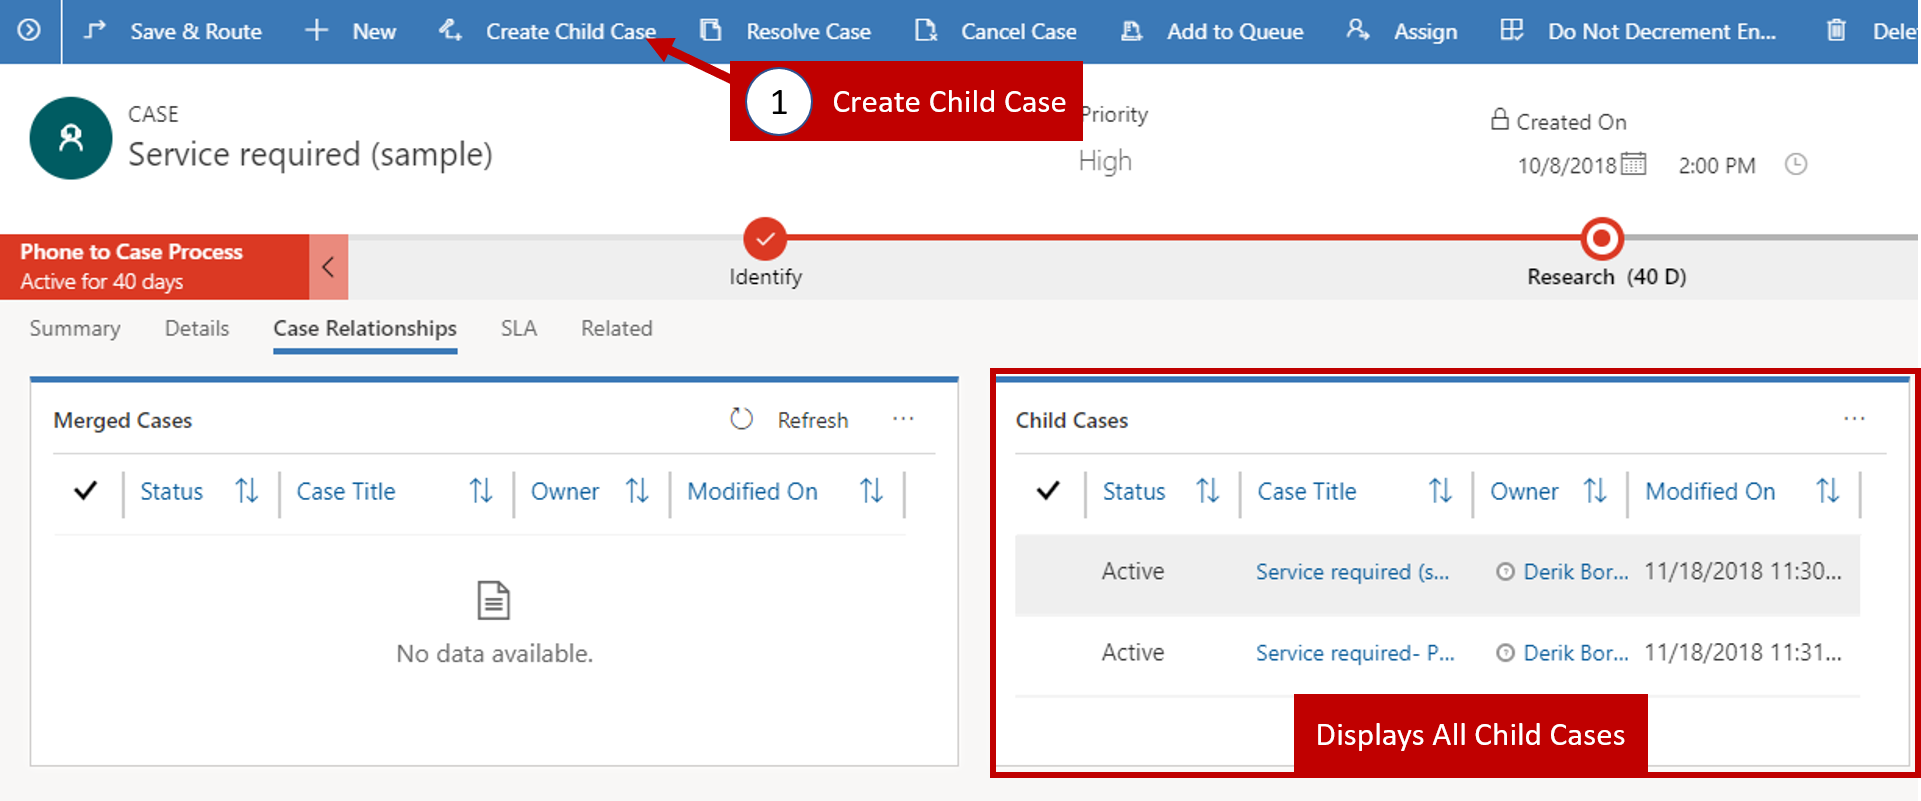 Save & Route New Create Child Case Resolve Case Cancel Case Add to Queue Assign Do Not Decrement En... Dele
1 Create Child Case
CASE
Service required (sample)
Priority
High
Created On
10/8/2018 2:00 PM
Phone to Case Process
Active for 40 days
Identify
Research (40 D)
Summary Details Case Relationships SLA Related
Merged Cases Refresh ...
Status Case Title Owner Modified On
No data available.
Child Cases ...
Status Case Title Owner Modified On
Active Service required (s... Derik Bor... 11/18/2018 11:30...
Active Service required- P... Derik Bor... 11/18/2018 11:31...
Displays All Child Cases